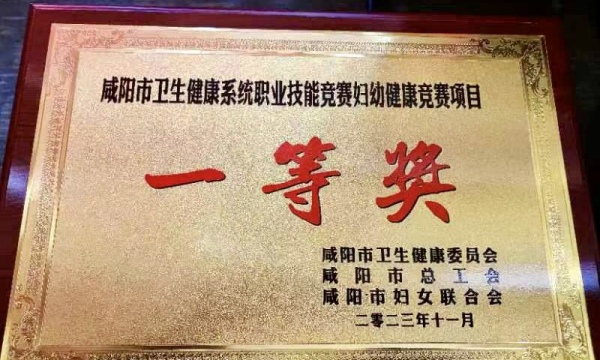 咸阳市卫生健康系统职业技能竞赛妇幼健康竞赛项目
一等奖
咸阳市卫生健康委员会
咸阳市总工会
咸阳市妇女联合会
二零二三年十一月